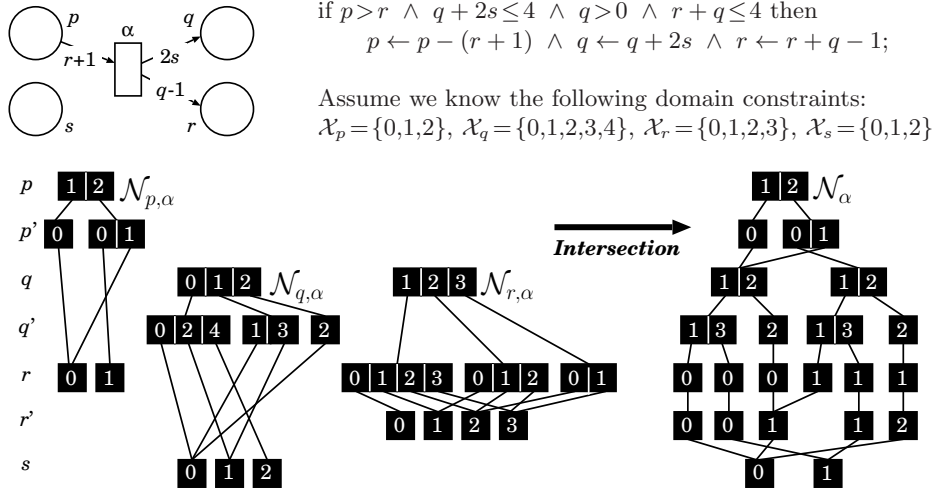 p
α
q
r+1
2s
q-1
s
r
if p>r ∧ q+2s≤4 ∧ q>0 ∧ r+q≤4 then
p ← p−(r+1) ∧ q ← q+2s ∧ r ← r+q−1;
Assume we know the following domain constraints:
𝒳p={0,1,2}, 𝒳q={0,1,2,3,4}, 𝒳r={0,1,2,3}, 𝒳s={0,1,2}
p 1 2 𝒩p,α 1 2 𝒩α
p' 0 0 1 Intersection 0 0 1
q 0 1 2 𝒩q,α 1 2 3 𝒩r,α 1 2 1 2
q' 0 2 4 1 3 2 1 3 2 1 3 2
r 0 1 0 1 2 3 0 1 2 0 1 0 0 0 1 1 1
r' 0 1 2 3 0 0 1 1 2
s 0 1 2 0 1